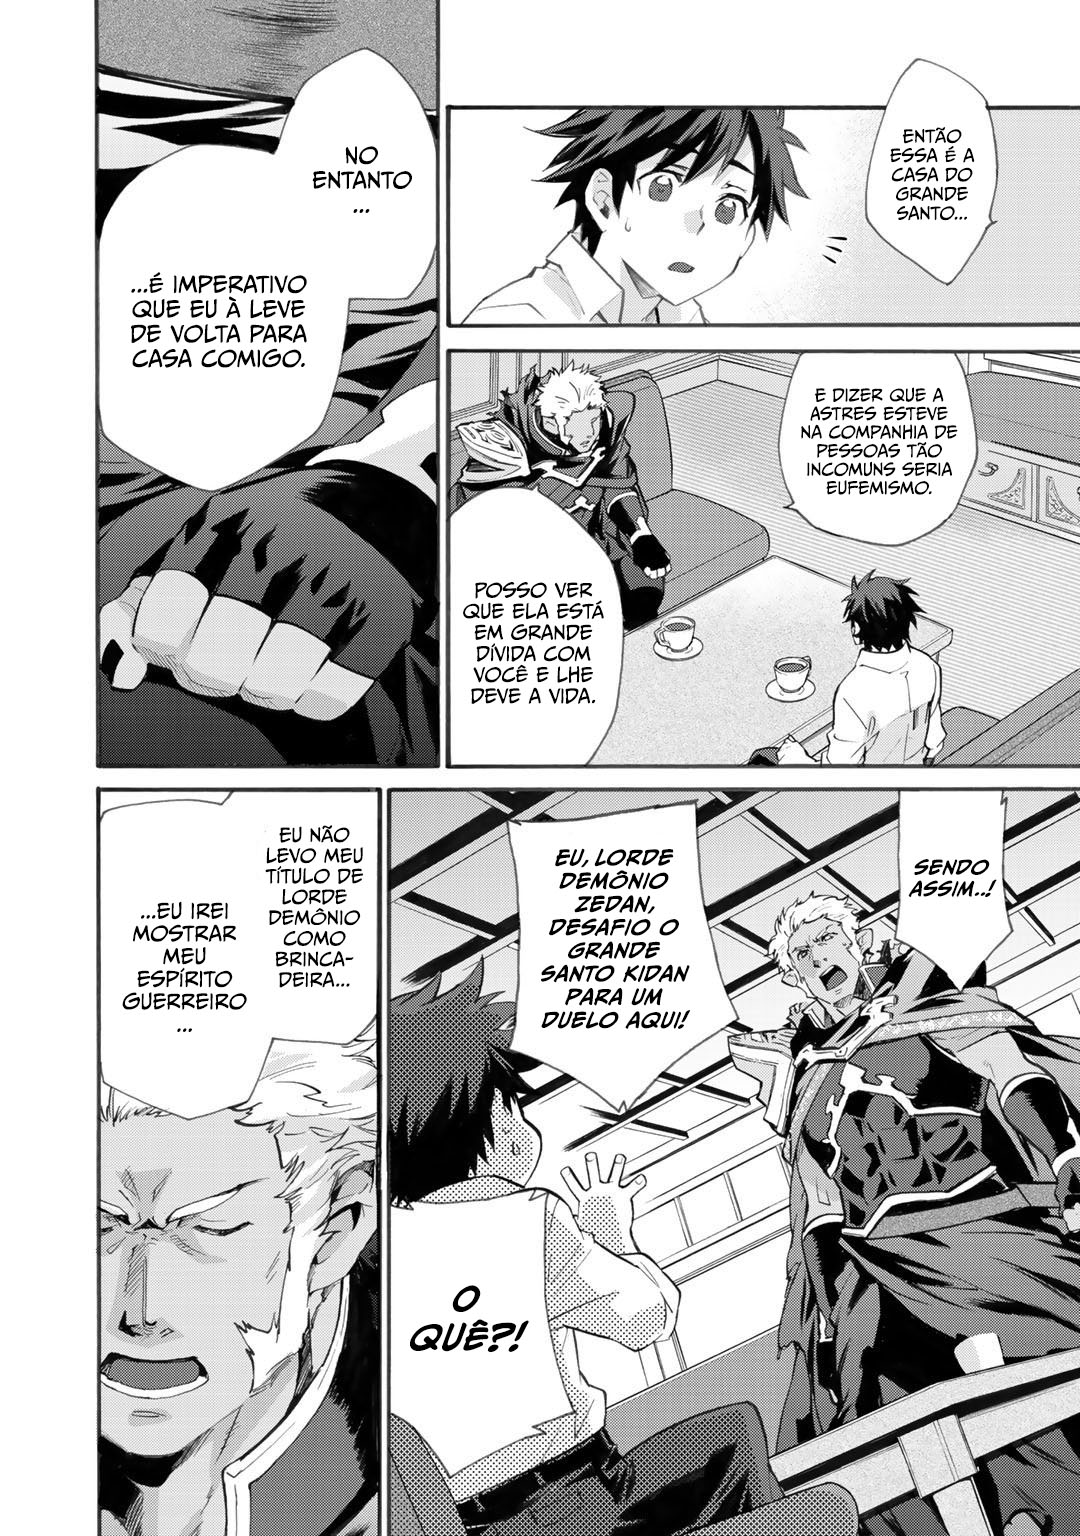 ENTÃO
ESSA É A
CASA DO
GRANDE
SANTO...
E DIZER QUE A
ASTRES ESTEVE
NA COMPANHIA DE
PESSOAS TÃO
INCOMUNS SERIA
EUFEMISMO.
POSSO VER
QUE ELA ESTÁ
EM GRANDE
DÍVIDA COM
VOCÊ E LHE
DEVE A VIDA.
NO
ENTANTO
...
...É IMPERATIVO
QUE EU À LEVE
DE VOLTA PARA
CASA COMIGO.
SENDO
ASSIM..!
EU, LORDE
DEMÔNIO
ZEDAN,
DESAFIO O
GRANDE
SANTO KIDAN
PARA UM
DUELO AQUI!
O
QUÊ?!
EU NÃO
LEVO MEU
TÍTULO DE
LORDE
DEMÔNIO
COMO
BRINCA-
DEIRA...
...EU IREI
MOSTRAR
MEU
ESPÍRITO
GUERREIRO
...